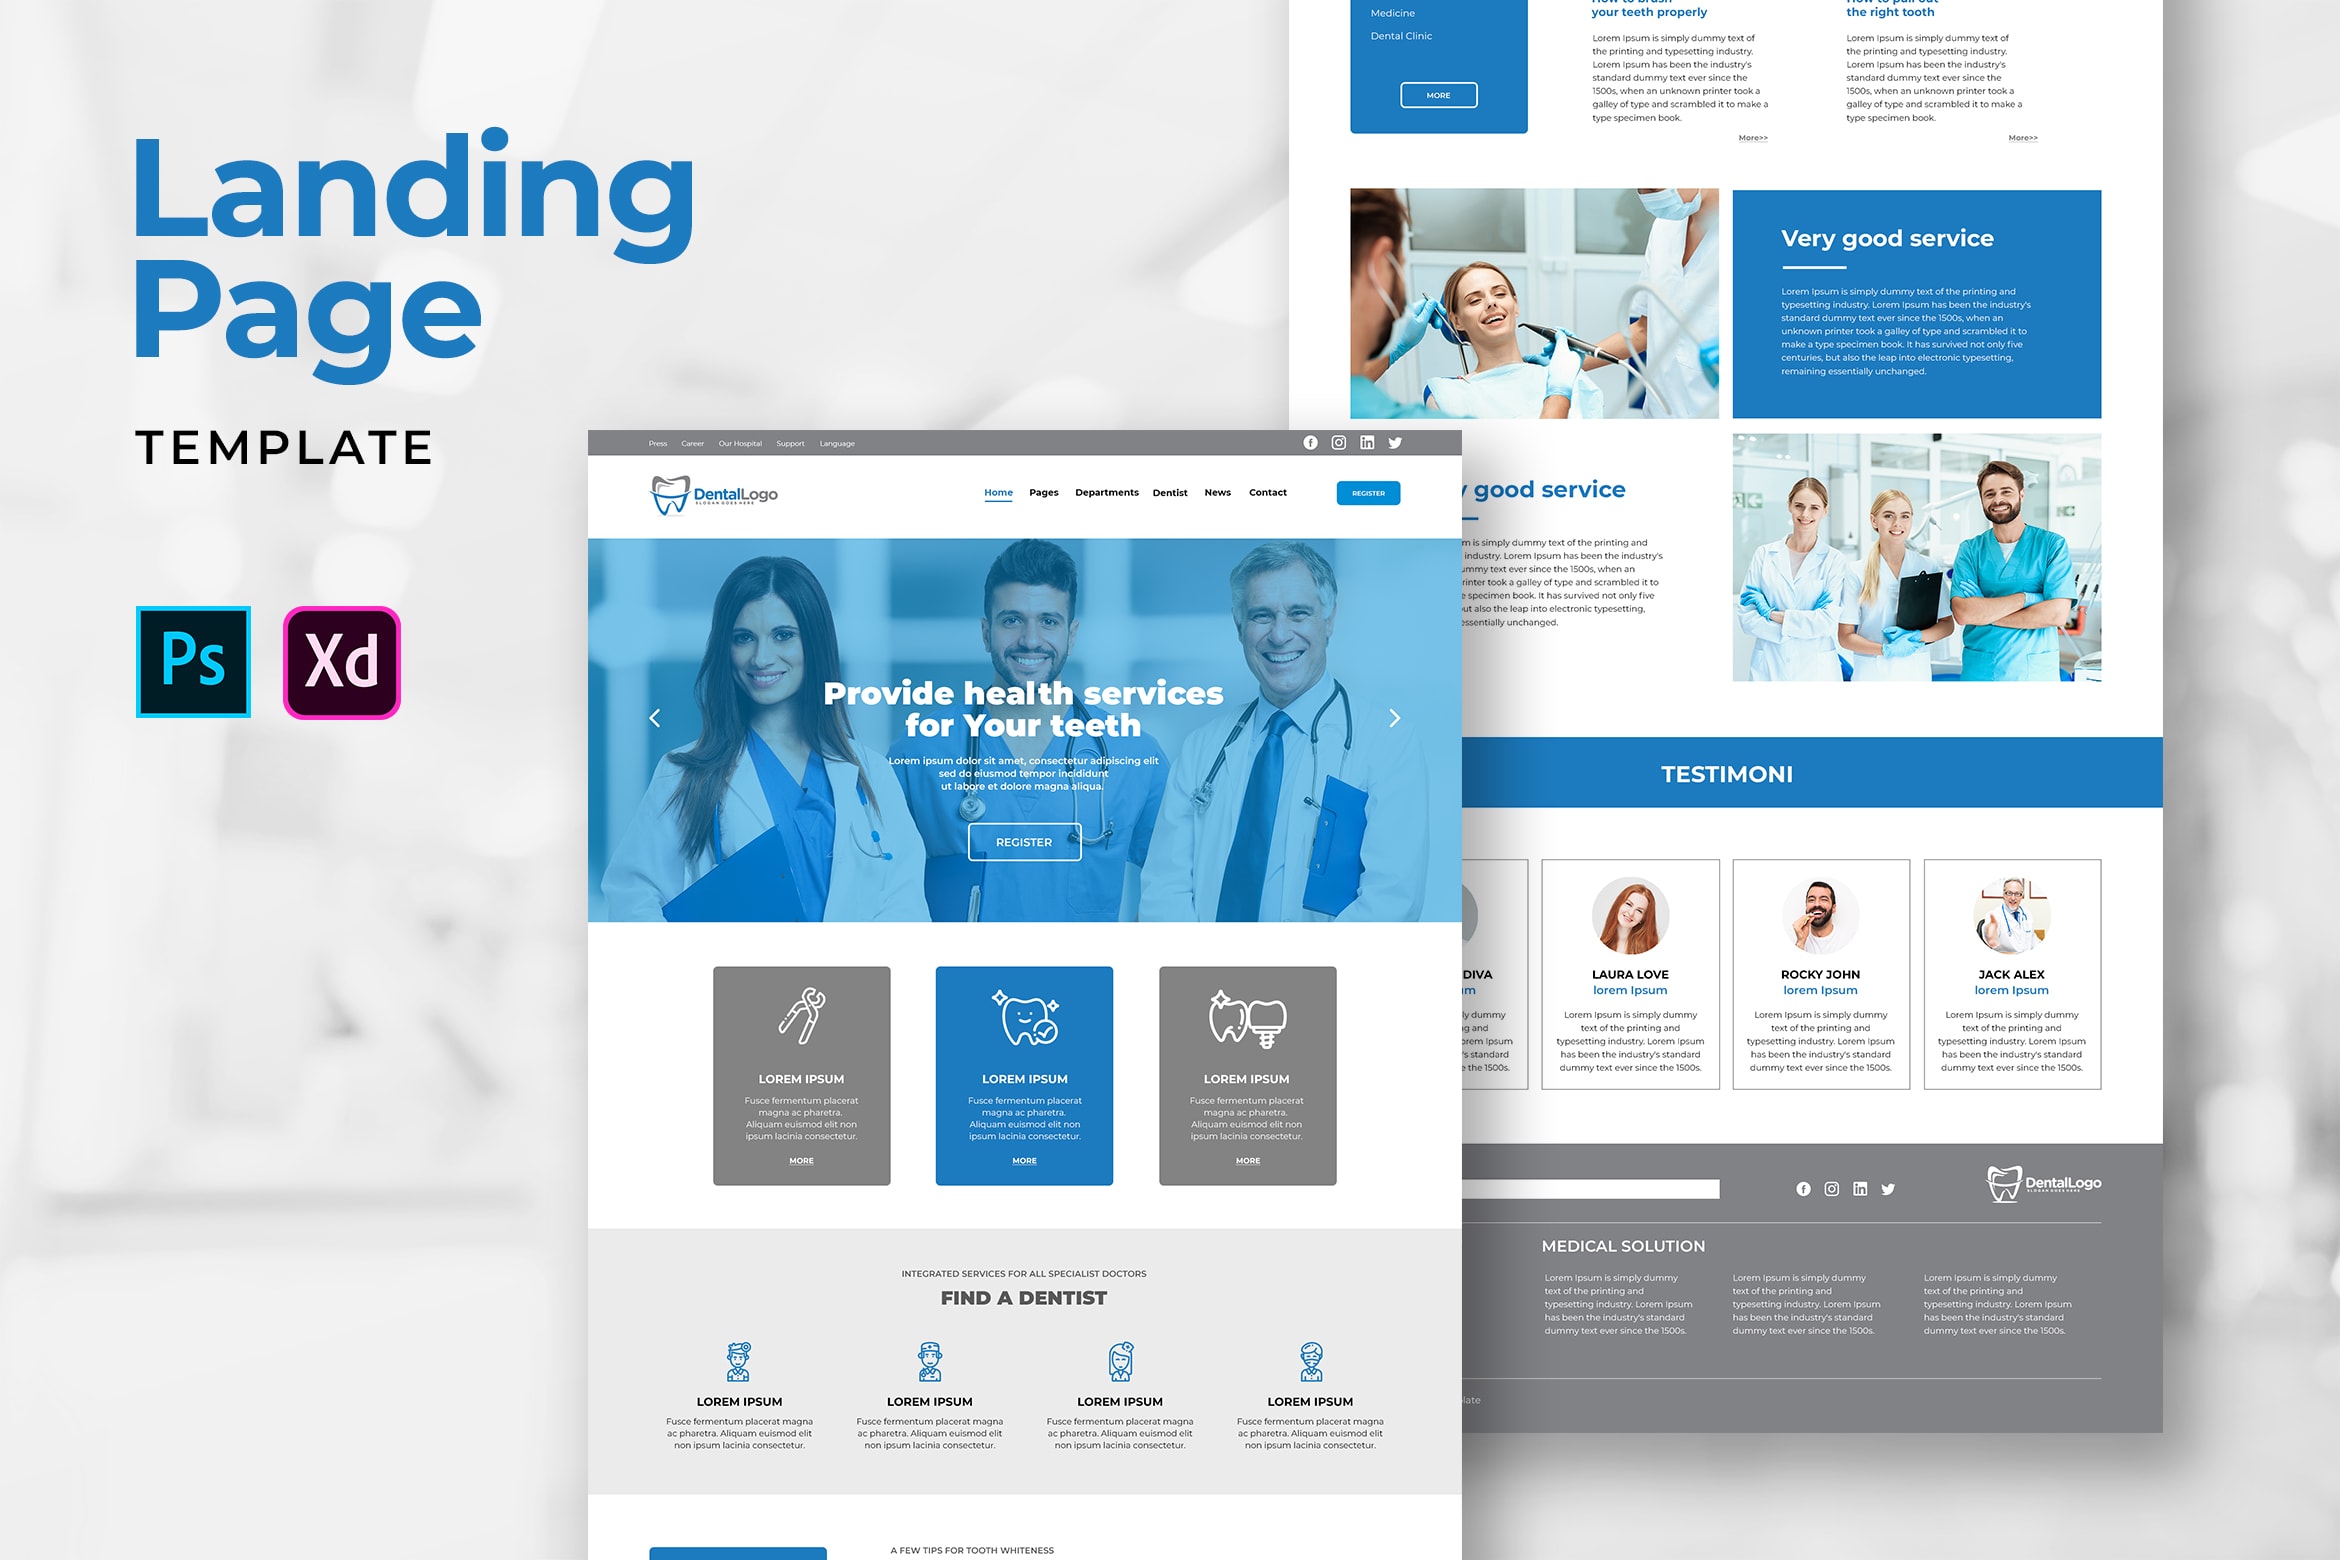 Landing
Page
TEMPLATE
Ps
Xd
Press Career Our Hospital Support Language
DentalLogo
SLOGAN GOES HERE
Home Pages Departments Dentist News Contact
REGISTER
Provide health services
for Your teeth
Lorem ipsum dolor sit amet, consectetur adipiscing elit
sed do eiusmod tempor incididunt
ut labore et dolore magna aliqua.
REGISTER
LOREM IPSUM
Fusce fermentum placerat
magna ac pharetra.
Aliquam euismod elit non
ipsum lacinia consectetur.
MORE
LOREM IPSUM
Fusce fermentum placerat
magna ac pharetra.
Aliquam euismod elit non
ipsum lacinia consectetur.
MORE
LOREM IPSUM
Fusce fermentum placerat
magna ac pharetra.
Aliquam euismod elit non
ipsum lacinia consectetur.
MORE
INTEGRATED SERVICES FOR ALL SPECIALIST DOCTORS
FIND A DENTIST
LOREM IPSUM
Fusce fermentum placerat magna
ac pharetra. Aliquam euismod elit
non ipsum lacinia consectetur.
LOREM IPSUM
Fusce fermentum placerat magna
ac pharetra. Aliquam euismod elit
non ipsum lacinia consectetur.
LOREM IPSUM
Fusce fermentum placerat magna
ac pharetra. Aliquam euismod elit
non ipsum lacinia consectetur.
LOREM IPSUM
Fusce fermentum placerat magna
ac pharetra. Aliquam euismod elit
non ipsum lacinia consectetur.
A FEW TIPS FOR TOOTH WHITENESS
Medicine
Dental Clinic
MORE
How to brush
your teeth properly
Lorem Ipsum is simply dummy text of
the printing and typesetting industry.
Lorem Ipsum has been the industry's
standard dummy text ever since the
1500s, when an unknown printer took a
galley of type and scrambled it to make a
type specimen book.
More>>
How to pull out
the right tooth
Lorem Ipsum is simply dummy text of
the printing and typesetting industry.
Lorem Ipsum has been the industry's
standard dummy text ever since the
1500s, when an unknown printer took a
galley of type and scrambled it to make a
type specimen book.
More>>
Very good service
Lorem Ipsum is simply dummy text of the printing and
typesetting industry. Lorem Ipsum has been the industry's
standard dummy text ever since the 1500s, when an
unknown printer took a galley of type and scrambled it to
make a type specimen book. It has survived not only five
centuries, but also the leap into electronic typesetting,
remaining essentially unchanged.
good service
is simply dummy text of the printing and
industry. Lorem Ipsum has been the industry's
ummy text ever since the 1500s, when an
rinter took a galley of type and scrambled it to
specimen book. It has survived not only five
ut also the leap into electronic typesetting,
essentially unchanged.
TESTIMONI
DIVA
um
ly dummy
g and
orem Ipsum
's standard
e the 1500s.
LAURA LOVE
lorem Ipsum
Lorem Ipsum is simply dummy
text of the printing and
typesetting industry. Lorem Ipsum
has been the industry's standard
dummy text ever since the 1500s.
ROCKY JOHN
lorem Ipsum
Lorem Ipsum is simply dummy
text of the printing and
typesetting industry. Lorem Ipsum
has been the industry's standard
dummy text ever since the 1500s.
JACK ALEX
lorem Ipsum
Lorem Ipsum is simply dummy
text of the printing and
typesetting industry. Lorem Ipsum
has been the industry's standard
dummy text ever since the 1500s.
DentalLogo
SLOGAN GOES HERE
MEDICAL SOLUTION
Lorem Ipsum is simply dummy
text of the printing and
typesetting industry. Lorem Ipsum
has been the industry's standard
dummy text ever since the 1500s.
Lorem Ipsum is simply dummy
text of the printing and
typesetting industry. Lorem Ipsum
has been the industry's standard
dummy text ever since the 1500s.
Lorem Ipsum is simply dummy
text of the printing and
typesetting industry. Lorem Ipsum
has been the industry's standard
dummy text ever since the 1500s.
plate